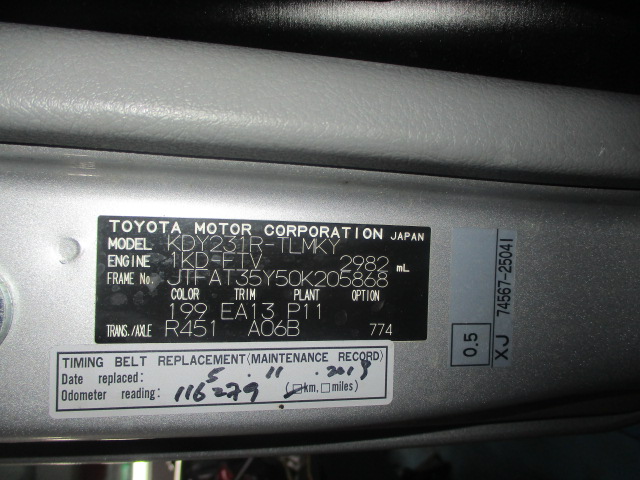 TOYOTA MOTOR CORPORATION JAPAN
MODEL KDY231R-TLMKY
ENGINE 1KD-FTV 2982 mL
FRAME No. JTFAT35Y50K205868
COLOR TRIM PLANT OPTION
199 EA13 P11
TRANS./AXLE R451 A06B 774
TIMING BELT REPLACEMENT (MAINTENANCE RECORD)
Date replaced: 5 . 11 . 2019
Odometer reading: 116279 (□km, □miles)
0.5
XJ 74567-25041